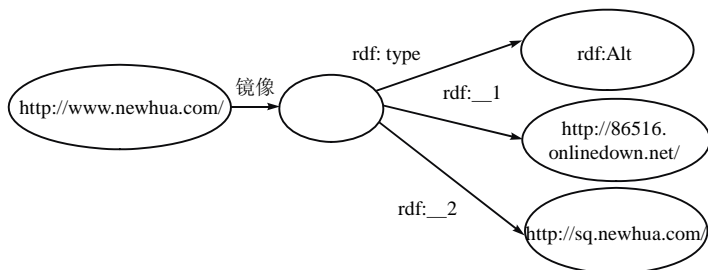 rdf: type
rdf:Alt
镜像
rdf:__1
http://www.newhua.com/
http://86516.
onlinedown.net/
rdf:__2
http://sq.newhua.com/